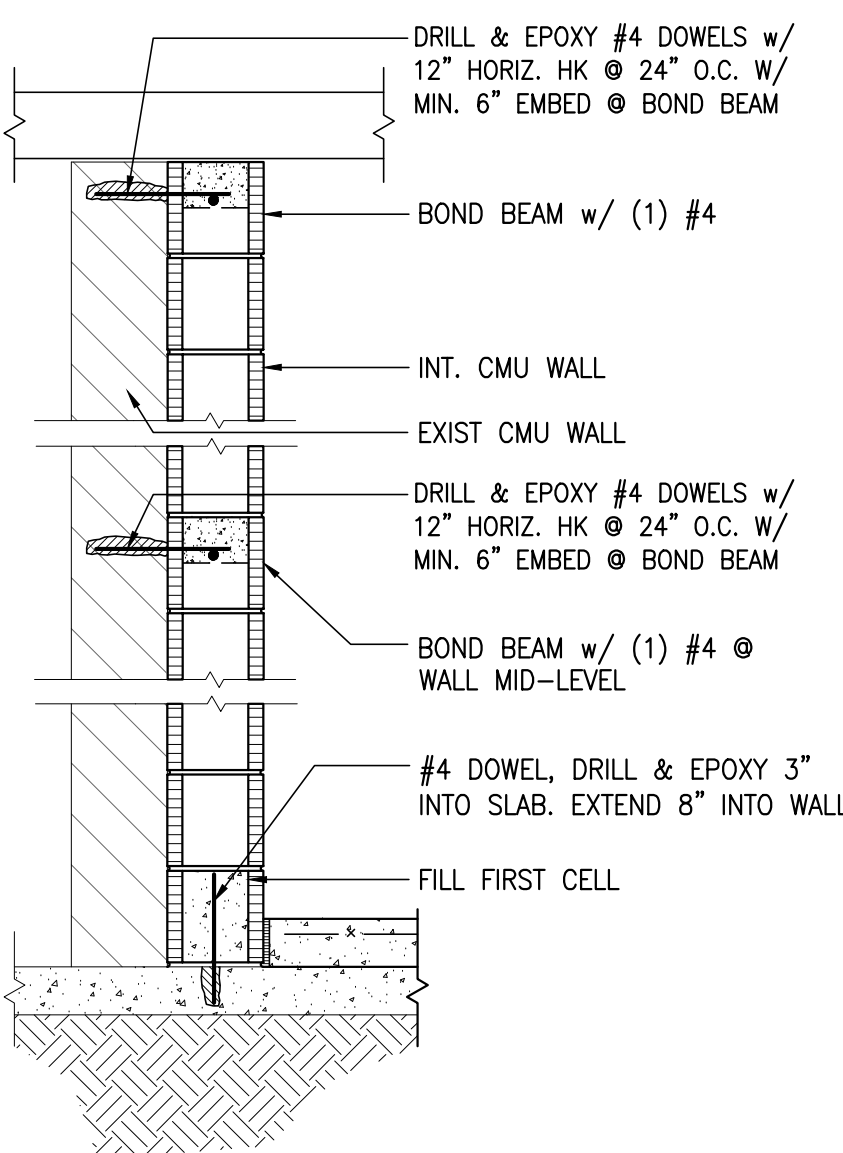 DRILL & EPOXY #4 DOWELS w/
12" HORIZ. HK @ 24" O.C. W/
MIN. 6" EMBED @ BOND BEAM
BOND BEAM w/ (1) #4
INT. CMU WALL
EXIST CMU WALL
DRILL & EPOXY #4 DOWELS w/
12" HORIZ. HK @ 24" O.C. W/
MIN. 6" EMBED @ BOND BEAM
BOND BEAM w/ (1) #4 @
WALL MID-LEVEL
#4 DOWEL, DRILL & EPOXY 3"
INTO SLAB. EXTEND 8" INTO WALL
FILL FIRST CELL